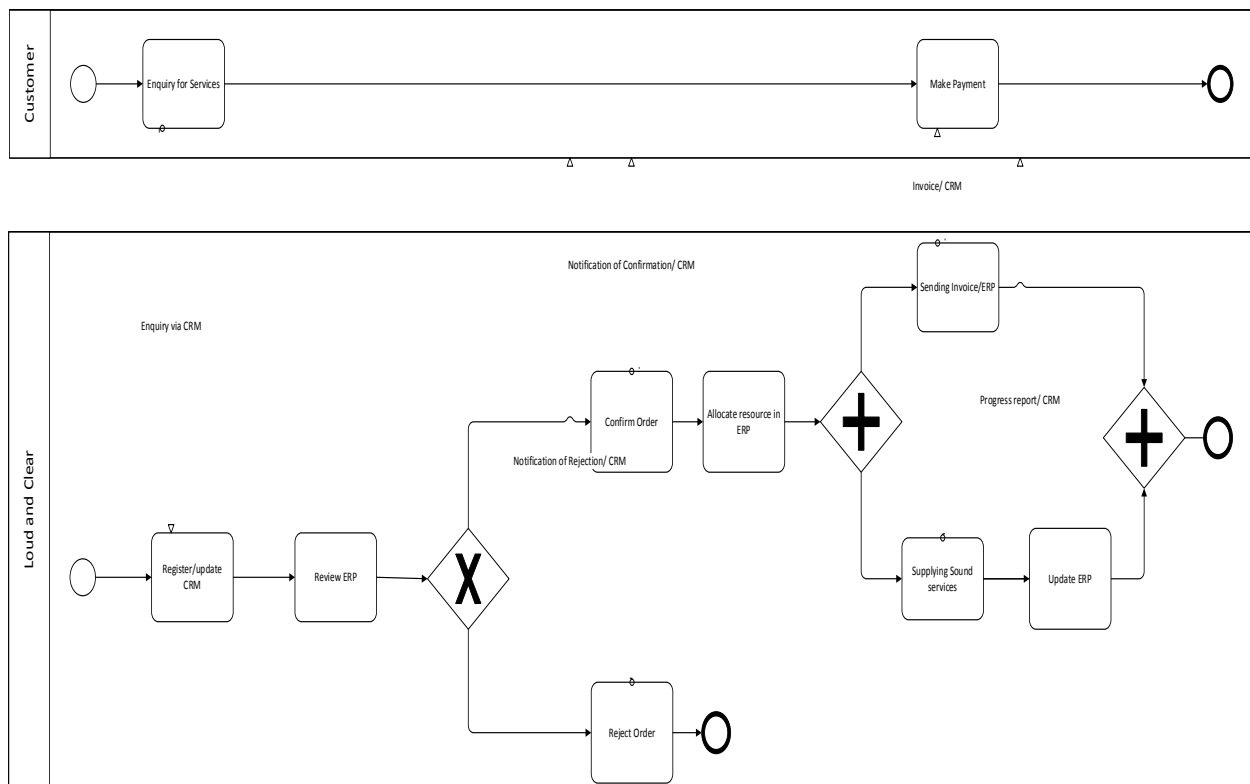 Customer
Enquiry for Services
Make Payment
Invoice/ CRM
Loud and Clear
Notification of Confirmation/ CRM
Sending Invoice/ERP
Enquiry via CRM
Confirm Order
Allocate resource in
ERP
Progress report/ CRM
Notification of Rejection/ CRM
Register/update
CRM
Review ERP
X
Supplying Sound
services
Update ERP
Reject Order